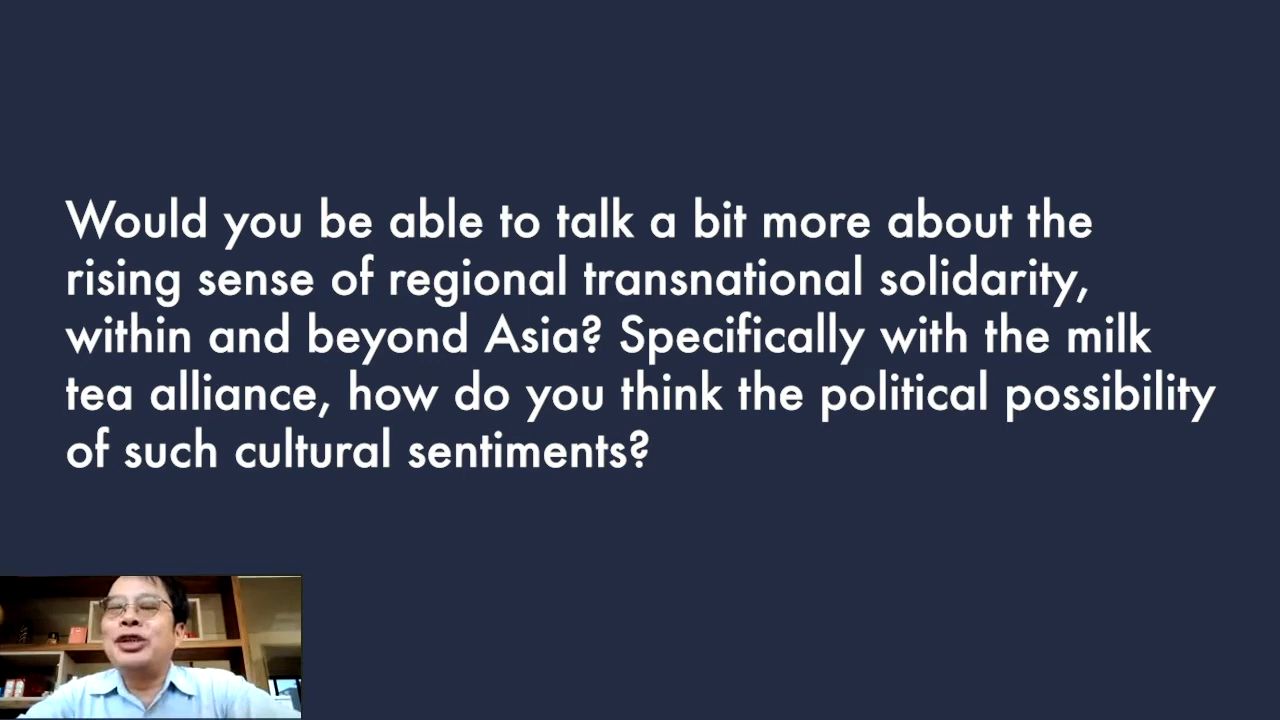 Would you be able to talk a bit more about the
rising sense of regional transnational solidarity,
within and beyond Asia? Specifically with the milk
tea alliance, how do you think the political possibility
of such cultural sentiments?